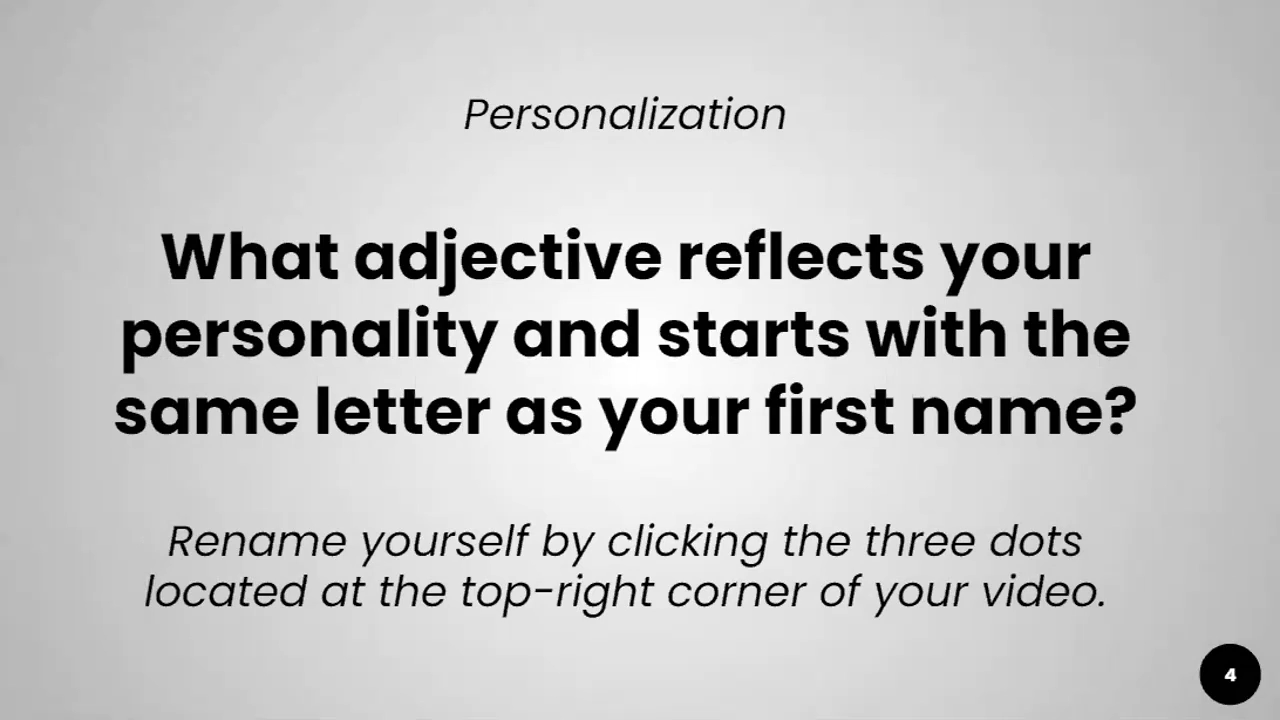 Personalization
What adjective reflects your
personality and starts with the
same letter as your first name?
Rename yourself by clicking the three dots
located at the top-right corner of your video.
4